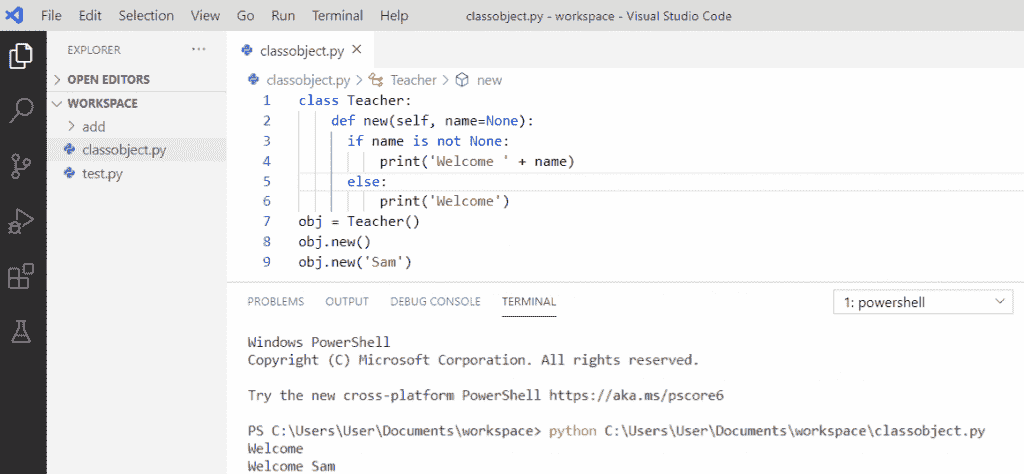 File Edit Selection View Go Run Terminal Help classobject.py - workspace - Visual Studio Code
EXPLORER ...
OPEN EDITORS
WORKSPACE
add
classobject.py
test.py
classobject.py
classobject.py > Teacher > new
1 class Teacher:
2     def new(self, name=None):
3       if name is not None:
4           print('Welcome ' + name)
5       else:
6           print('Welcome')
7 obj = Teacher()
8 obj.new()
9 obj.new('Sam')
PROBLEMS OUTPUT DEBUG CONSOLE TERMINAL 1: powershell
Windows PowerShell
Copyright (C) Microsoft Corporation. All rights reserved.
Try the new cross-platform PowerShell https://aka.ms/pscore6
PS C:\Users\User\Documents\workspace> python C:\Users\User\Documents\workspace\classobject.py
Welcome
Welcome Sam